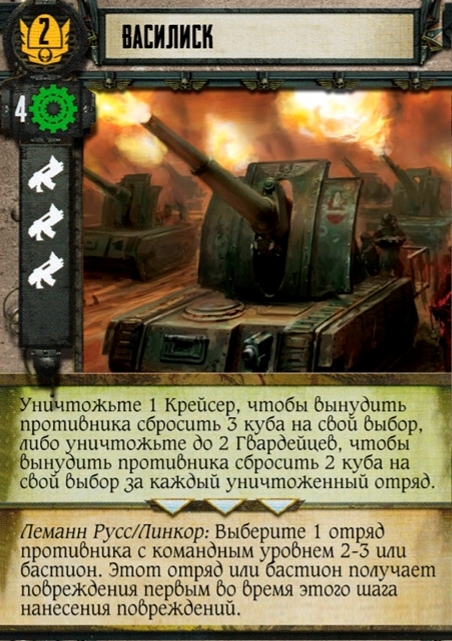 2
ВАСИЛИСК
4
Уничтожьте 1 Крейсер, чтобы вынудить
противника сбросить 3 куба на свой выбор,
либо уничтожьте до 2 Гвардейцев, чтобы
вынудить противника сбросить 2 куба на
свой выбор за каждый уничтоженный отряд.
Леманн Русс/Линкор: Выберите 1 отряд
противника с командным уровнем 2-3 или
бастион. Этот отряд или бастион получает
повреждения первым во время этого шага
нанесения повреждений.